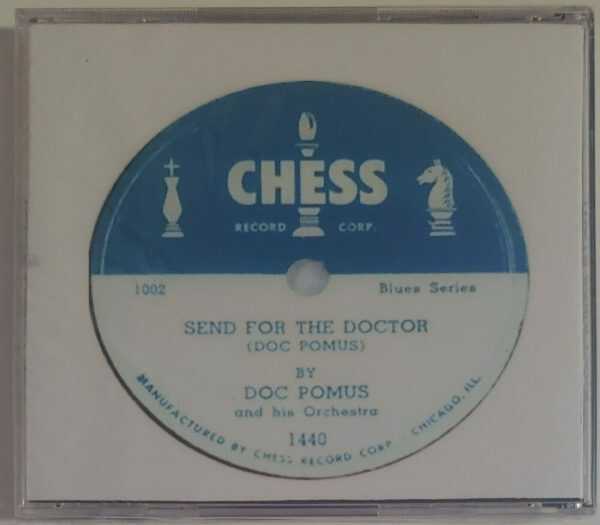 CHESS
RECORD CORP.
1002 Blues Series
SEND FOR THE DOCTOR
(DOC POMUS)
BY
DOC POMUS
and his Orchestra
1440
MANUFACTURED BY CHESS RECORD CORP. CHICAGO, ILL.